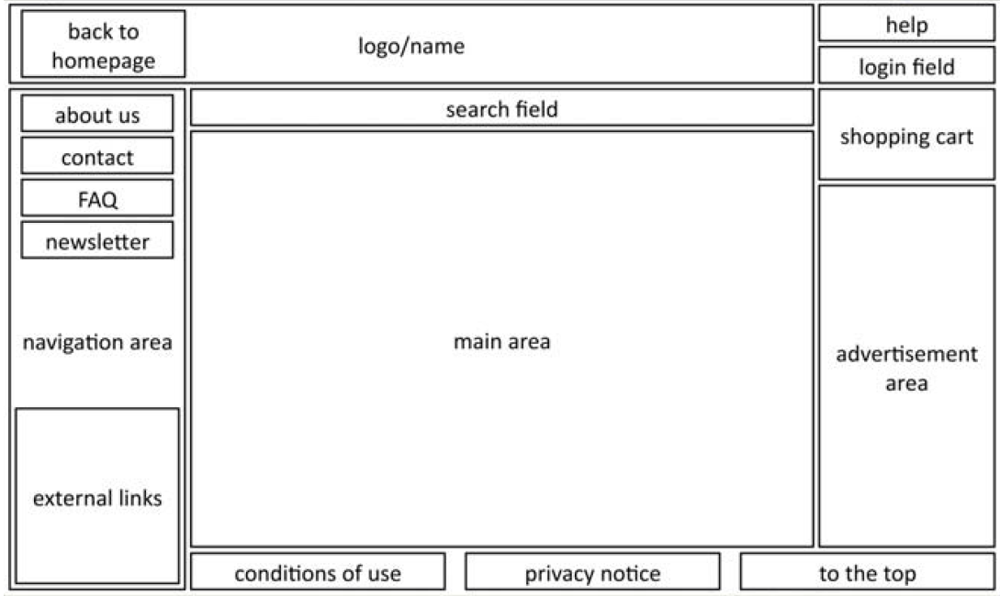 back to
homepage
logo/name
help
login field
about us
search field
shopping cart
contact
FAQ
newsletter
navigation area
main area
advertisement
area
external links
conditions of use
privacy notice
to the top